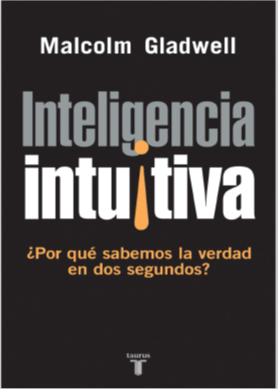 Malcolm Gladwell
Inteligencia
intuitiva
¿Por qué sabemos la verdad
en dos segundos?
taurus
T